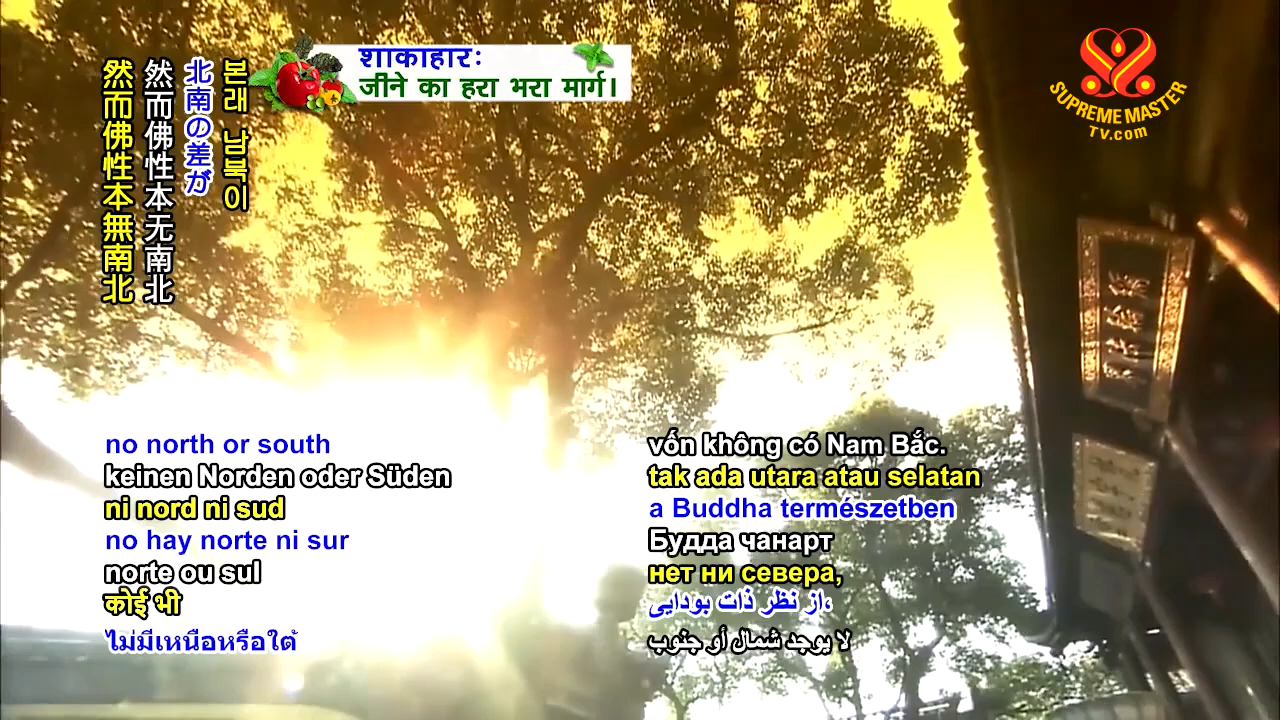 शाकाहार:
जीने का हरा भरा मार्ग।
SUPREME MASTER
TV.com
본래 남북이
北南の差が
然而佛性本无南北
然而佛性本無南北
no north or south
keinen Norden oder Süden
ni nord ni sud
no hay norte ni sur
norte ou sul
कोई भी
ไม่มีเหนือหรือใต้
vốn không có Nam Bắc.
tak ada utara atau selatan
a Buddha természetben
Будда чанарт
нет ни севера,
از نظر ذات بودایی،
لا يوجد شمال أو جنوب